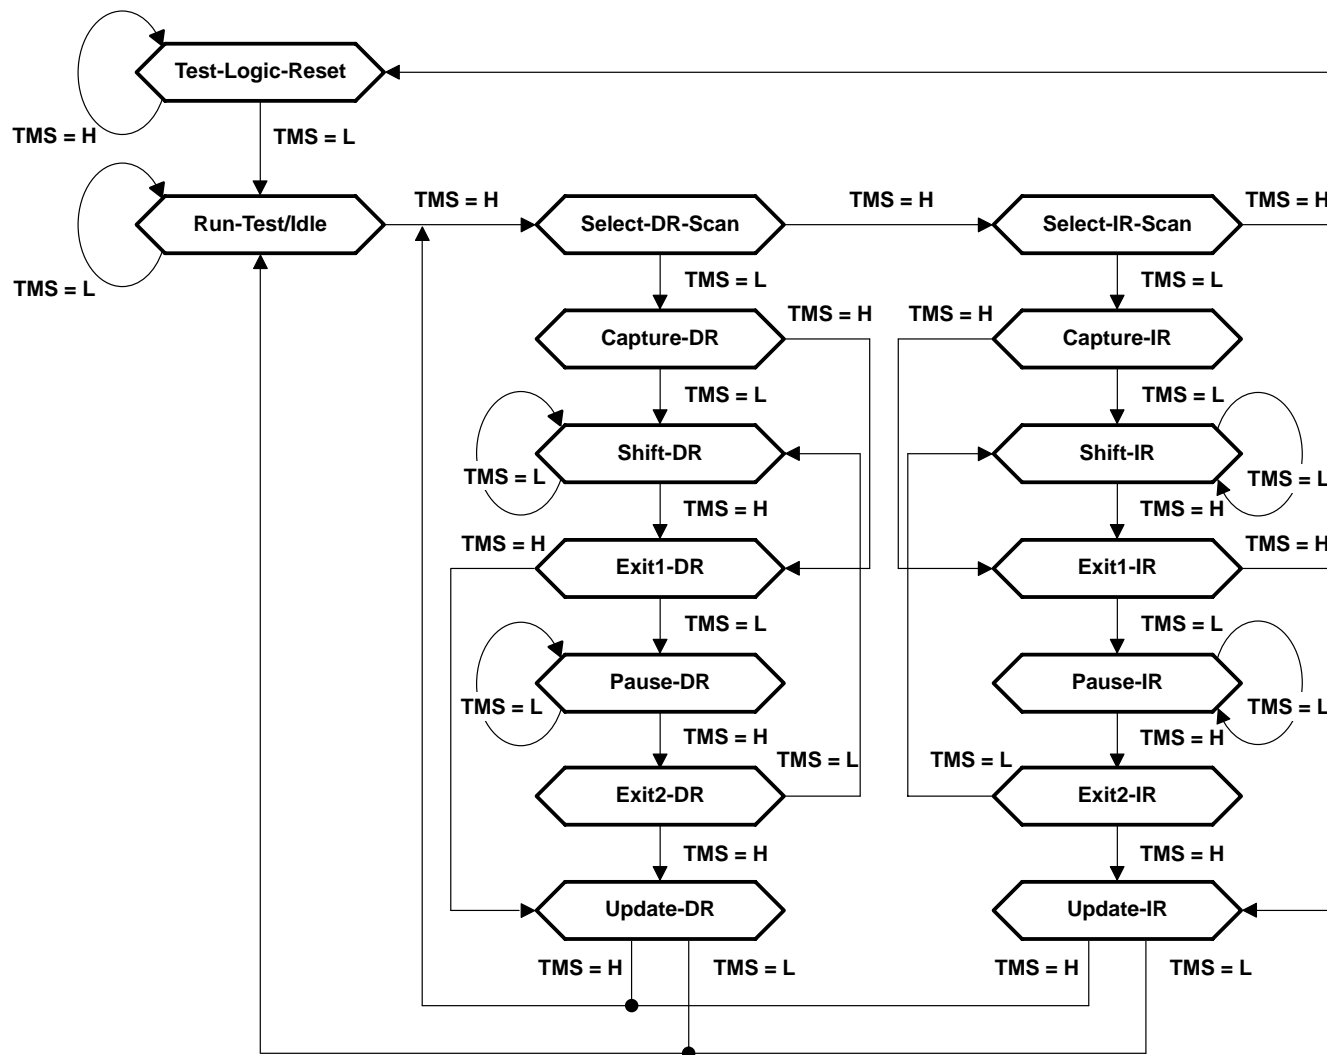 Test-Logic-Reset
TMS = H
TMS = L
TMS = H
TMS = H
TMS = H
Run-Test/Idle
Select-DR-Scan
Select-IR-Scan
TMS = L
TMS = L
TMS = L
TMS = H
TMS = H
Capture-DR
Capture-IR
TMS = L
TMS = L
Shift-DR
Shift-IR
TMS = L
TMS = L
TMS = H
TMS = H
TMS = H
TMS = H
Exit1-DR
Exit1-IR
TMS = L
TMS = L
Pause-DR
Pause-IR
TMS = L
TMS = L
TMS = H
TMS = H
TMS = L
TMS = L
Exit2-DR
Exit2-IR
TMS = H
TMS = H
Update-DR
Update-IR
TMS = H
TMS = L
TMS = H
TMS = L